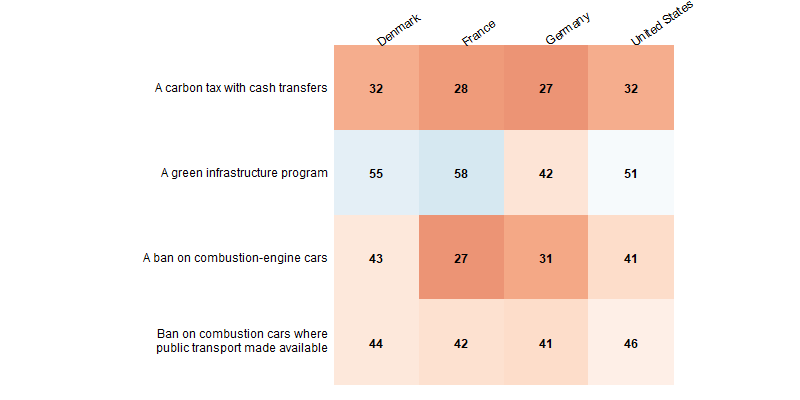 Denmark France Germany United States
A carbon tax with cash transfers 32 28 27 32
A green infrastructure program 55 58 42 51
A ban on combustion-engine cars 43 27 31 41
Ban on combustion cars where
public transport made available 44 42 41 46